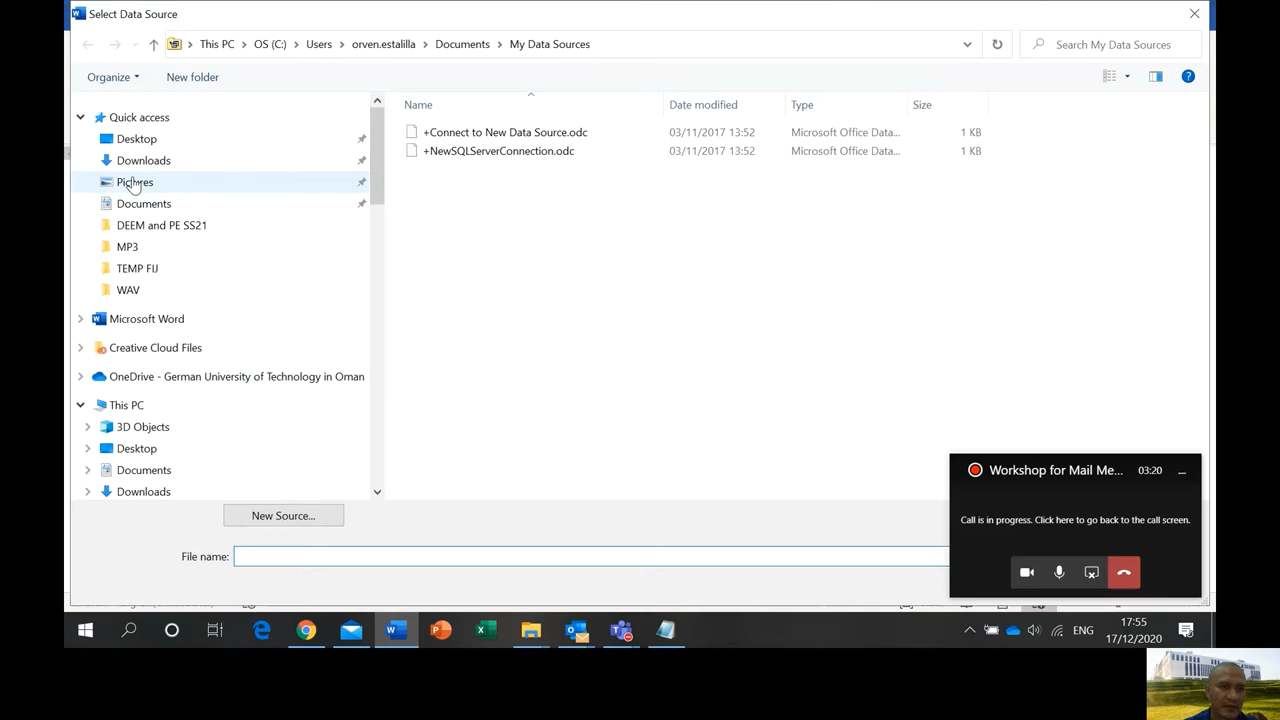 Select Data Source
This PC > OS (C:) > Users > orven.estalilla > Documents > My Data Sources
Search My Data Sources
Organize
New folder
Name
Date modified
Type
Size
+Connect to New Data Source.odc
03/11/2017 13:52
Microsoft Office Data...
1 KB
+NewSQLServerConnection.odc
03/11/2017 13:52
Microsoft Office Data...
1 KB
Quick access
Desktop
Downloads
Pictures
Documents
DEEM and PE SS21
MP3
TEMP FIJ
WAV
Microsoft Word
Creative Cloud Files
OneDrive - German University of Technology in Oman
This PC
3D Objects
Desktop
Documents
Downloads
New Source...
File name:
Workshop for Mail Me...
03:20
Call is in progress. Click here to go back to the call screen.
ENG
17:55
17/12/2020